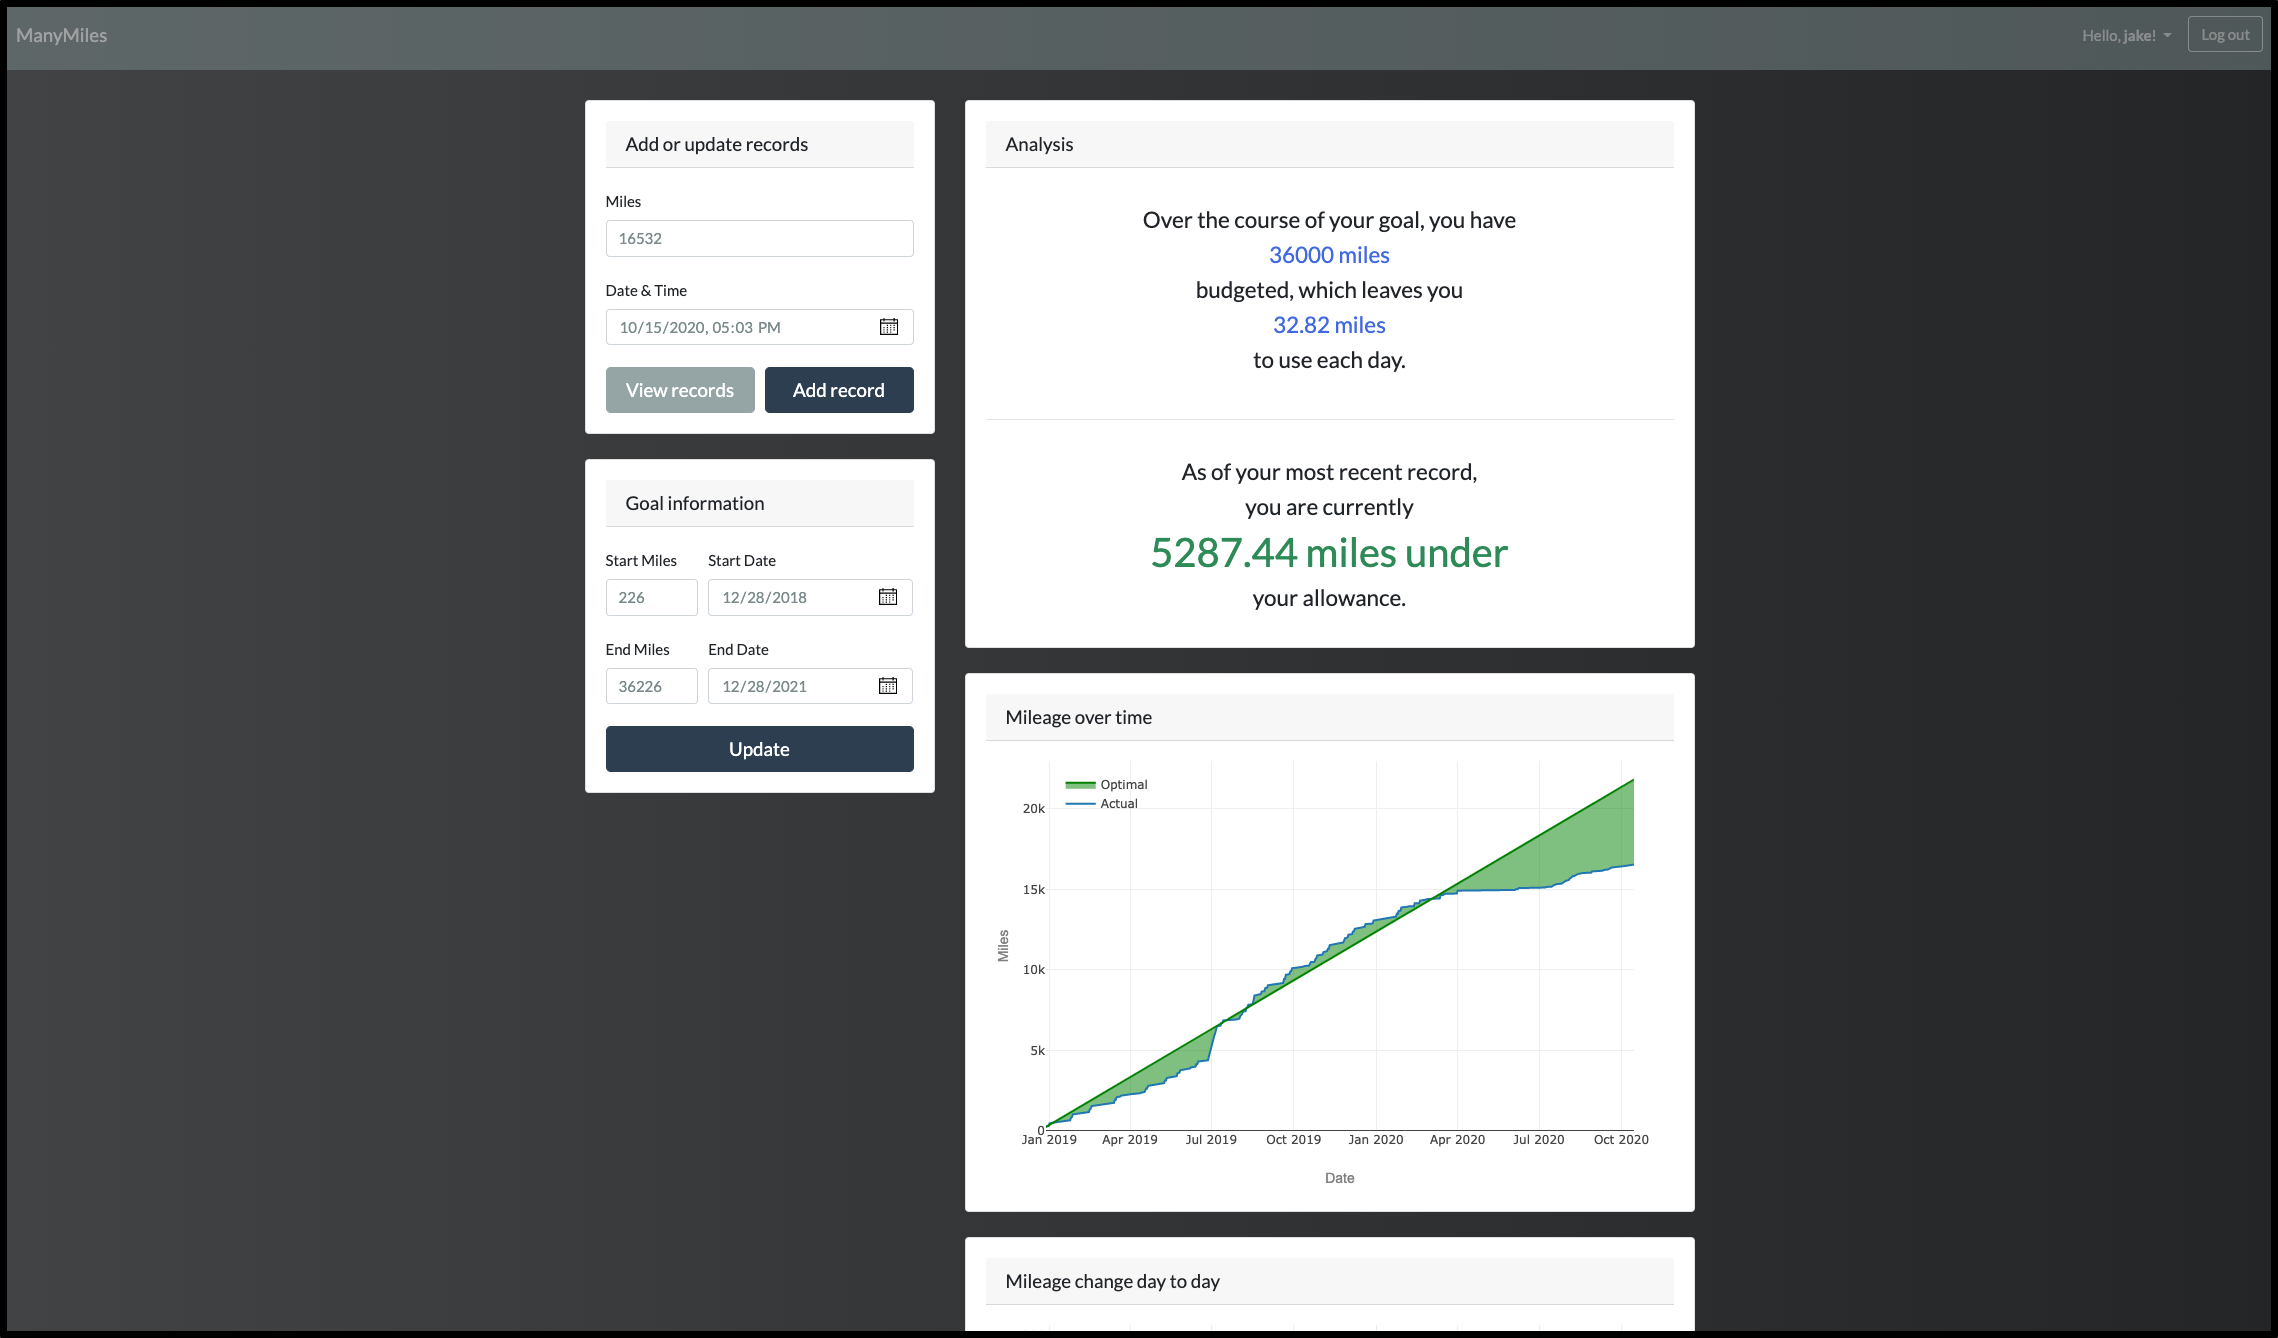 ManyMiles
Hello, jake!
Log out
Add or update records
Miles
16532
Date & Time
10/15/2020, 05:03 PM
View records
Add record
Goal information
Start Miles
Start Date
226
12/28/2018
End Miles
End Date
36226
12/28/2021
Update
Analysis
Over the course of your goal, you have
36000 miles
budgeted, which leaves you
32.82 miles
to use each day.
As of your most recent record,
you are currently
5287.44 miles under
your allowance.
Mileage over time
Optimal
Actual
20k
15k
10k
5k
0
Miles
Jan 2019
Apr 2019
Jul 2019
Oct 2019
Jan 2020
Apr 2020
Jul 2020
Oct 2020
Date
Mileage change day to day